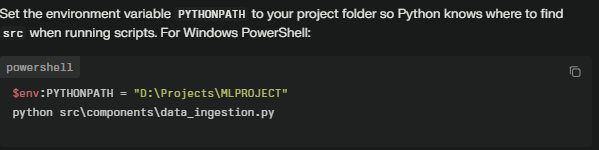 Set the environment variable PYTHONPATH to your project folder so Python knows where to find
src when running scripts. For Windows PowerShell:
powershell
$env:PYTHONPATH = "D:\Projects\MLPROJECT"
python src\components\data_ingestion.py